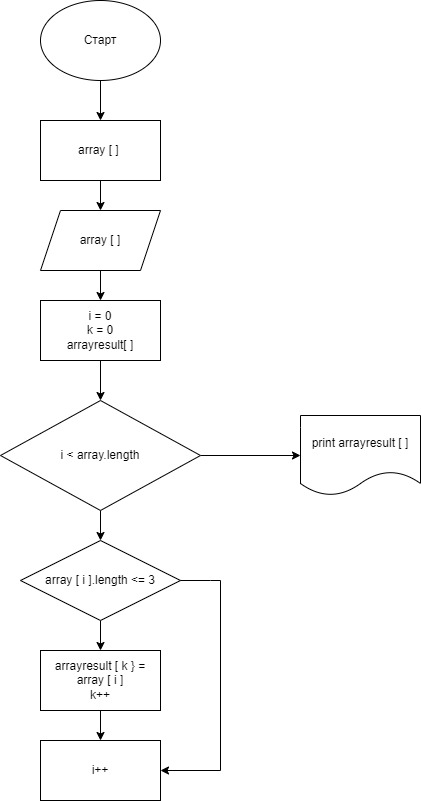 Старт
array [ ]
array [ ]
i = 0
k = 0
arrayresult[ ]
i < array.length
print arrayresult [ ]
array [ i ].length <= 3
arrayresult [ k } =
array [ i ]
k++
i++